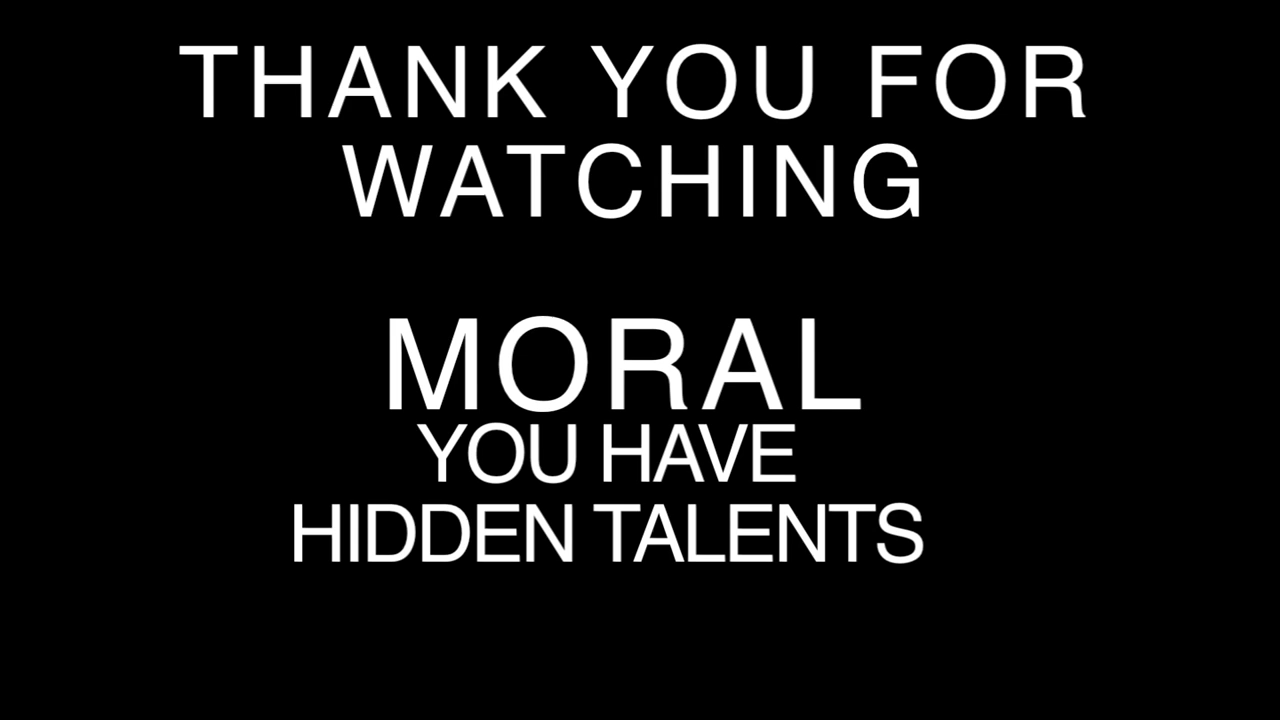 THANK YOU FOR
WATCHING
MORAL
YOU HAVE
HIDDEN TALENTS